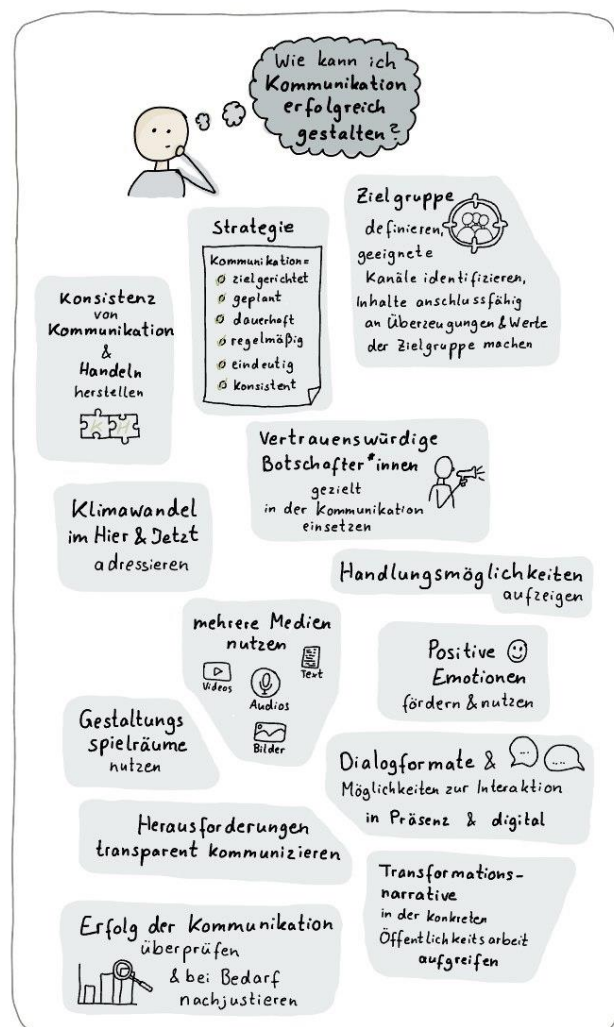 Wie kann ich
Kommunikation
erfolgreich
gestalten?
Zielgruppe
definieren,
geeignete
Kanäle identifizieren,
Inhalte anschlussfähig
an Überzeugungen & Werte
der Zielgruppe machen
Strategie
Kommunikation=
zielgerichtet
geplant
dauerhaft
regelmäßig
eindeutig
konsistent
Konsistenz
von
Kommunikation
&
Handeln
herstellen
K H
Vertrauenswürdige
Botschafter*innen
gezielt
in der Kommunikation
einsetzen
Klimawandel
im Hier & Jetzt
adressieren
Handlungsmöglichkeiten
aufzeigen
mehrere Medien
nutzen
Videos
Audios
Text
Bilder
Positive
Emotionen
fördern & nutzen
Gestaltungs
spielräume
nutzen
Dialogformate &
Möglichkeiten zur Interaktion
in Präsenz & digital
Herausforderungen
transparent kommunizieren
Transformations-
narrative
in der konkreten
Öffentlichkeitsarbeit
aufgreifen
Erfolg der Kommunikation
überprüfen
& bei Bedarf
nachjustieren